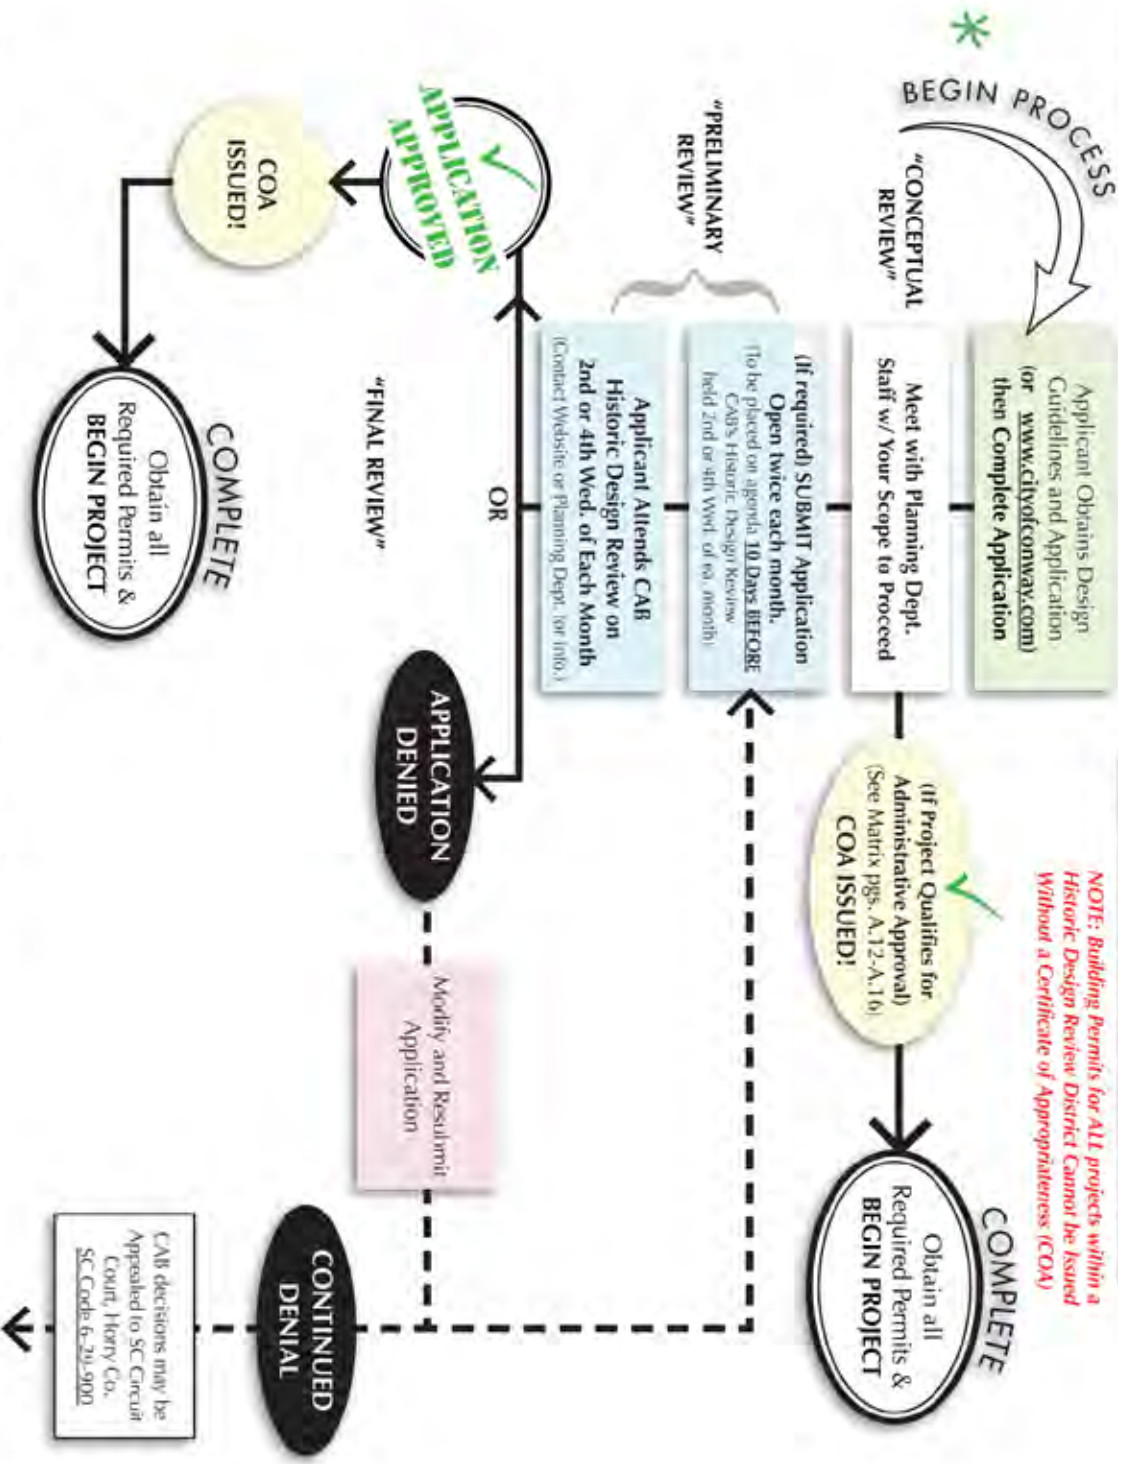 NOTE: Building Permits for ALL projects within a
Historic Design Review District Cannot be Issued
Without a Certificate of Appropriateness (COA)
BEGIN PROCESS
Applicant Obtains Design
Guidelines and Application
(or www.cityofconway.com)
then Complete Application
"CONCEPTUAL
REVIEW"
Meet with Planning Dept.
Staff w/ Your Scope to Proceed
(If Project Qualifies for
Administrative Approval)
(See Matrix pgs. A.12-A.16)
COA ISSUED!
COMPLETE
Obtain all
Required Permits &
BEGIN PROJECT
"PRELIMINARY
REVIEW"
(If required) SUBMIT Application
Open twice each month.
(To be placed on agenda 10 Days BEFORE
CAB's Historic Design Review
held 2nd or 4th Wed. of ea. month)
Applicant Attends CAB
Historic Design Review on
2nd or 4th Wed. of Each Month
(Contact Website or Planning Dept. for info.)
OR
APPLICATION
APPROVED
"FINAL REVIEW"
APPLICATION
DENIED
Modify and Resubmit
Application
COA
ISSUED!
COMPLETE
Obtain all
Required Permits &
BEGIN PROJECT
CONTINUED
DENIAL
CAB decisions may be
Appealed to SC Circuit
Court, Horry Co.
SC Code 6-29-900